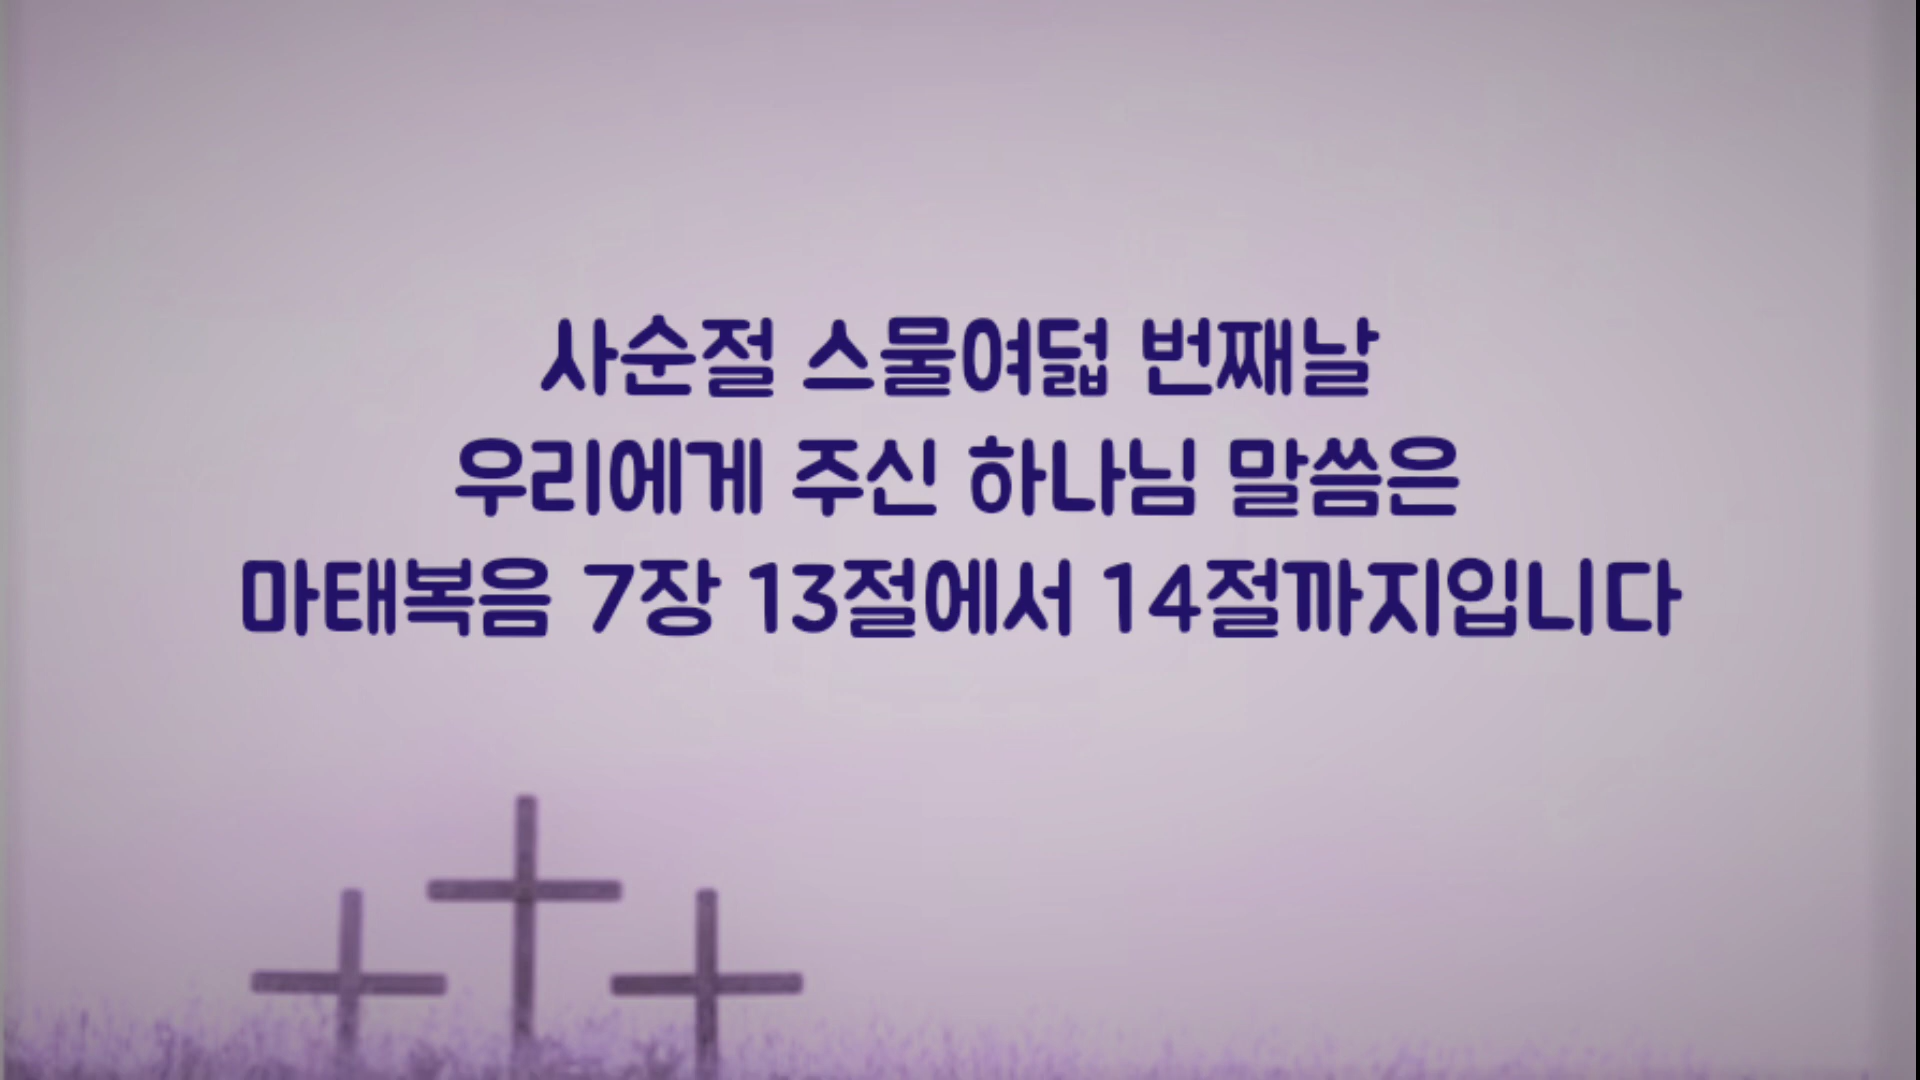 사순절 스물여덟 번째날
우리에게 주신 하나님 말씀은
마태복음 7장 13절에서 14절까지입니다